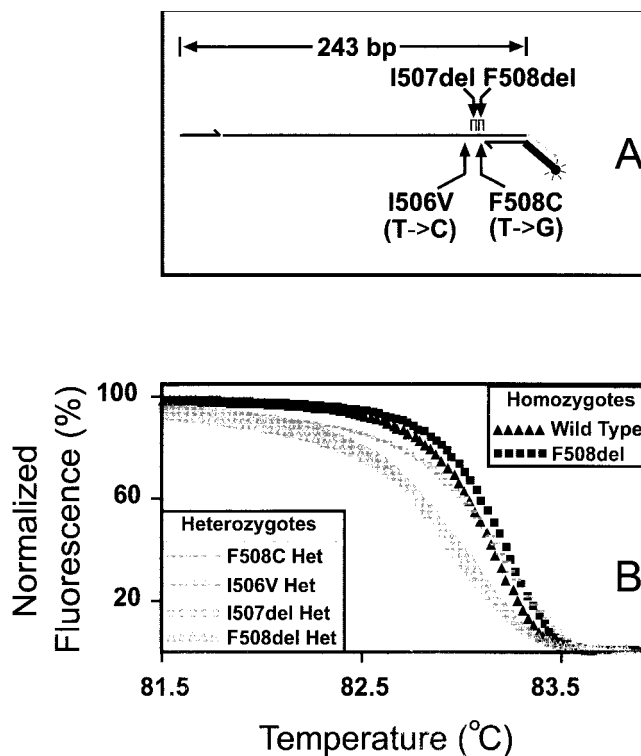 243 bp
I507del F508del
A
I506V F508C
(T->C) (T->G)
100
60
20
Normalized
Fluorescence (%)
Homozygotes
Wild Type
F508del
Heterozygotes
F508C Het
I506V Het
I507del Het
F508del Het
B
81.5 82.5 83.5
Temperature (°C)